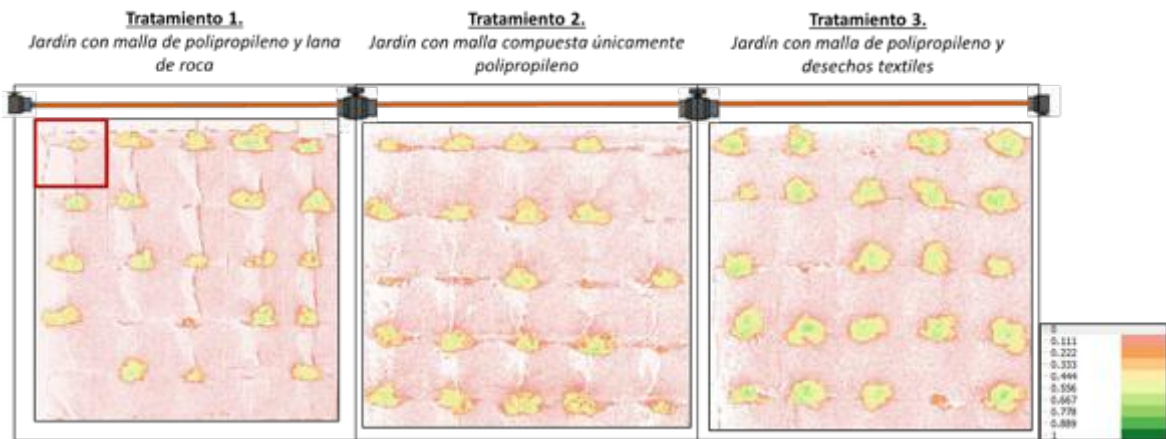 Tratamiento 1.
Jardín con malla de polipropileno y lana
de roca
Tratamiento 2.
Jardín con malla compuesta únicamente
polipropileno
Tratamiento 3.
Jardín con malla de polipropileno y
desechos textiles
0
0.111
0.222
0.333
0.444
0.556
0.667
0.778
0.889
1